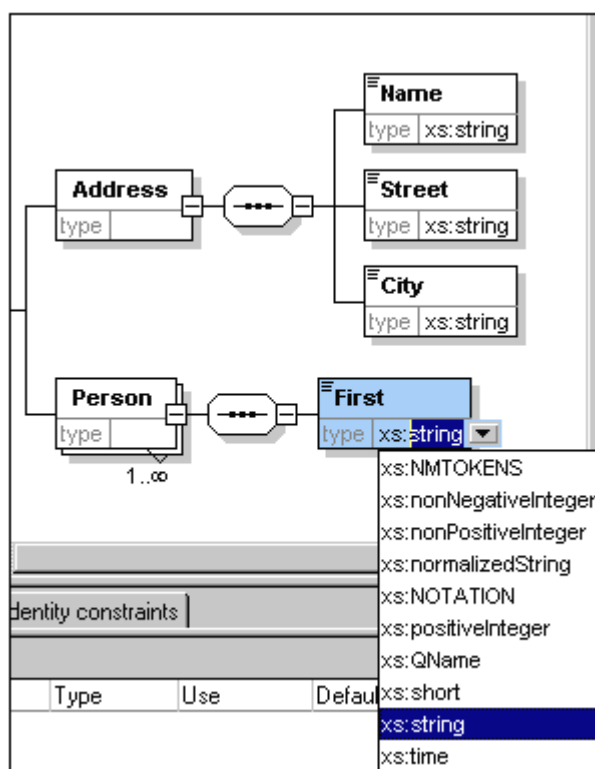 Name
type xs:string
Address
type
Street
type xs:string
City
type xs:string
Person
type
1..∞
First
type xs:string
xs:NMTOKENS
xs:nonNegativeInteger
xs:nonPositiveInteger
xs:normalizedString
xs:NOTATION
xs:positiveInteger
xs:QName
xs:short
xs:string
xs:time
dentity constraints
Type Use Defaul